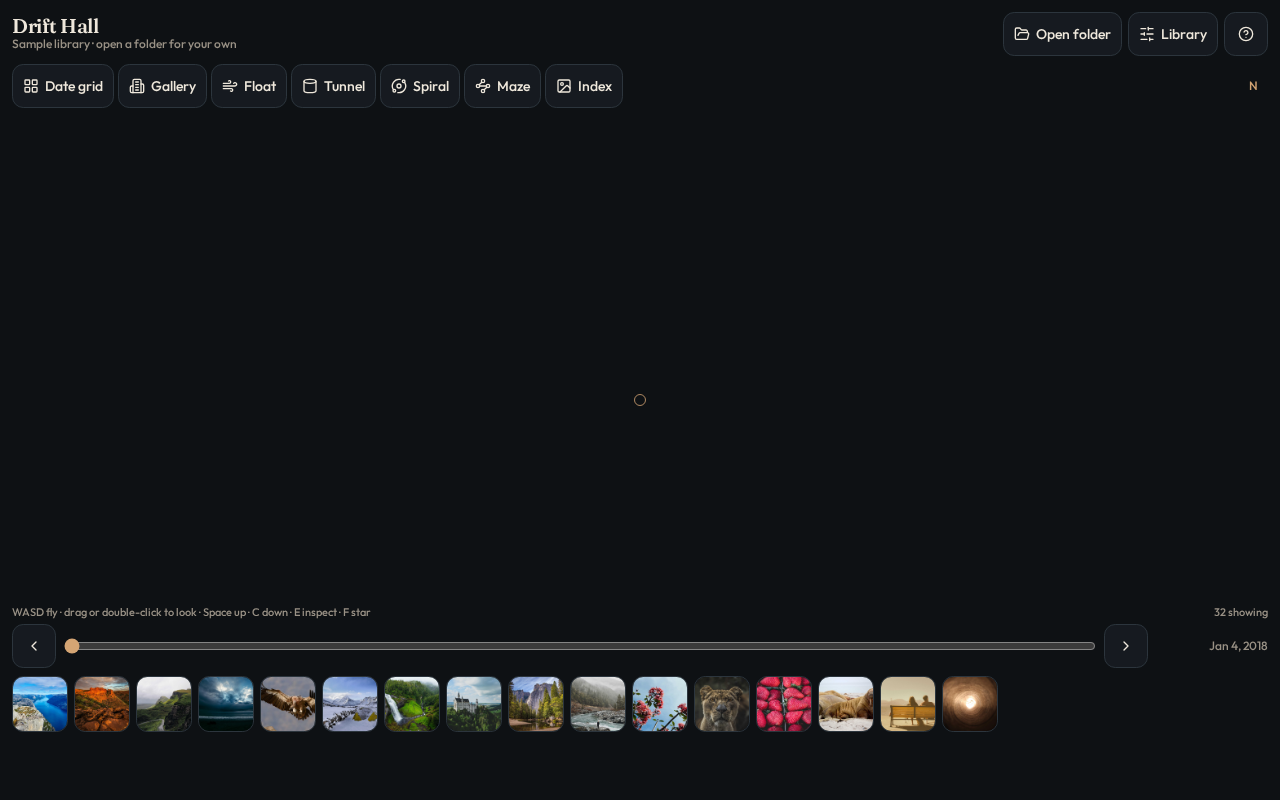 Drift Hall
Sample library · open a folder for your own
Open folder
Library
Date grid
Gallery
Float
Tunnel
Spiral
Maze
Index
N
WASD fly · drag or double-click to look · Space up · C down · E inspect · F star
32 showing
Jan 4, 2018